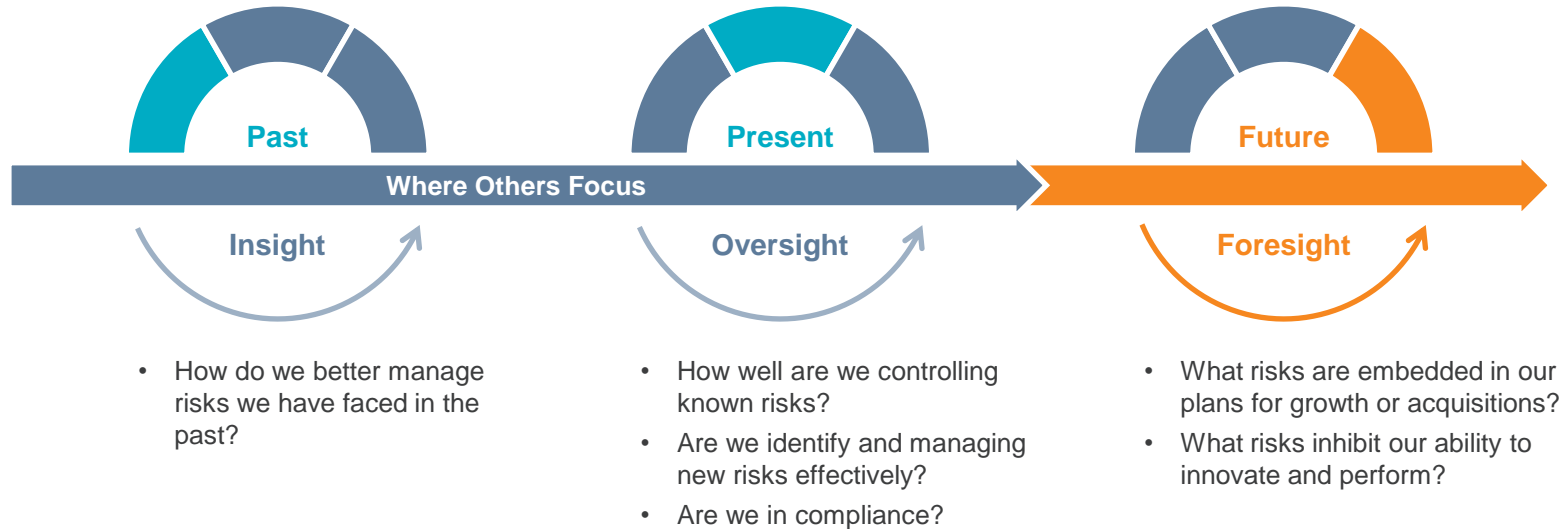 Past
Present
Future
Where Others Focus
Insight
Oversight
Foresight
• How do we better manage
risks we have faced in the
past?
• How well are we controlling
known risks?
• Are we identify and managing
new risks effectively?
• Are we in compliance?
• What risks are embedded in our
plans for growth or acquisitions?
• What risks inhibit our ability to
innovate and perform?